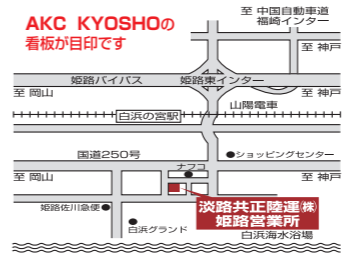 AKC KYOSHOの
看板が目印です
至 中国自動車道
福崎インター
至 神戸
姫路バイパス
姫路東インター
至 岡山
至 神戸
山陽電車
白浜の宮駅
国道250号
ナフコ
ショッピングセンター
至 岡山
至 神戸
姫路佐川急便
淡路共正陸運㈱
姫路営業所
白浜グランド
白浜海水浴場